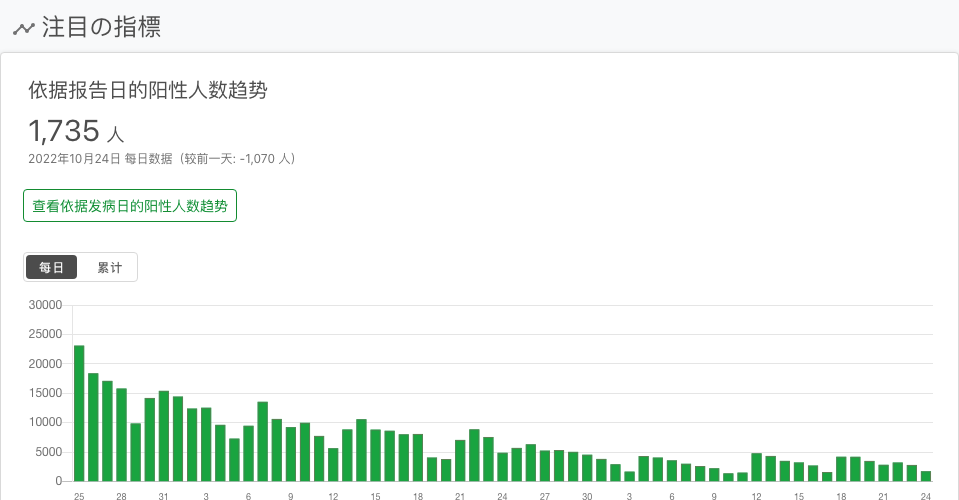 注目の指標
依据报告日的阳性人数趋势
1,735 人
2022年10月24日 每日数据（较前一天: -1,070 人）
查看依据发病日的阳性人数趋势
每日 累计
30000
25000
20000
15000
10000
5000
0
25 28 31 3 6 9 12 15 18 21 24 27 30 3 6 9 12 15 18 21 24